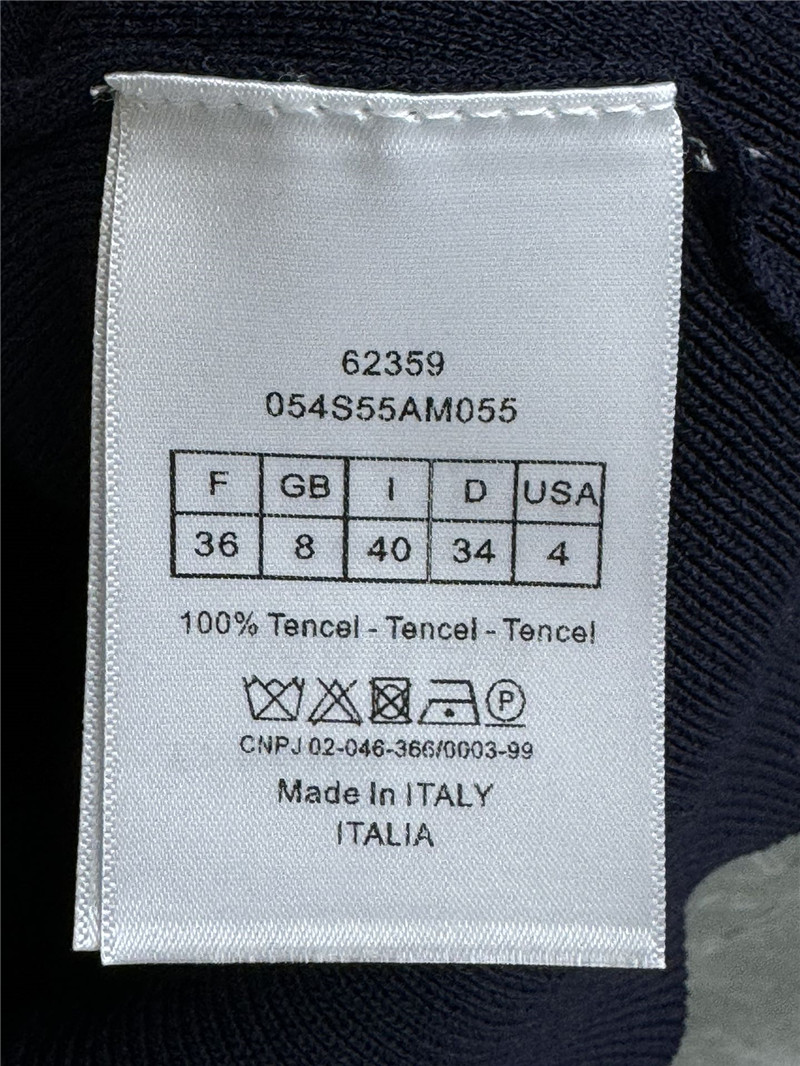 62359
054S55AM055
F GB I D USA
36 8 40 34 4
100% Tencel - Tencel - Tencel
P
CNPJ 02-046-366/0003-99
Made In ITALY
ITALIA